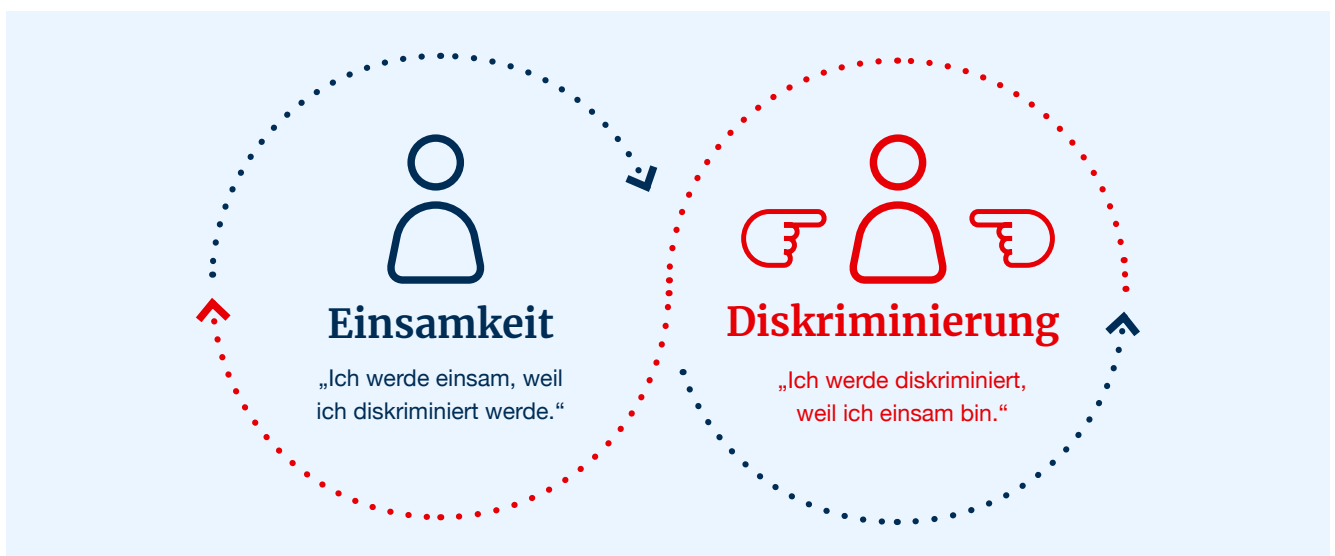 Einsamkeit
„Ich werde einsam, weil
ich diskriminiert werde.“
Diskriminierung
„Ich werde diskriminiert,
weil ich einsam bin.“